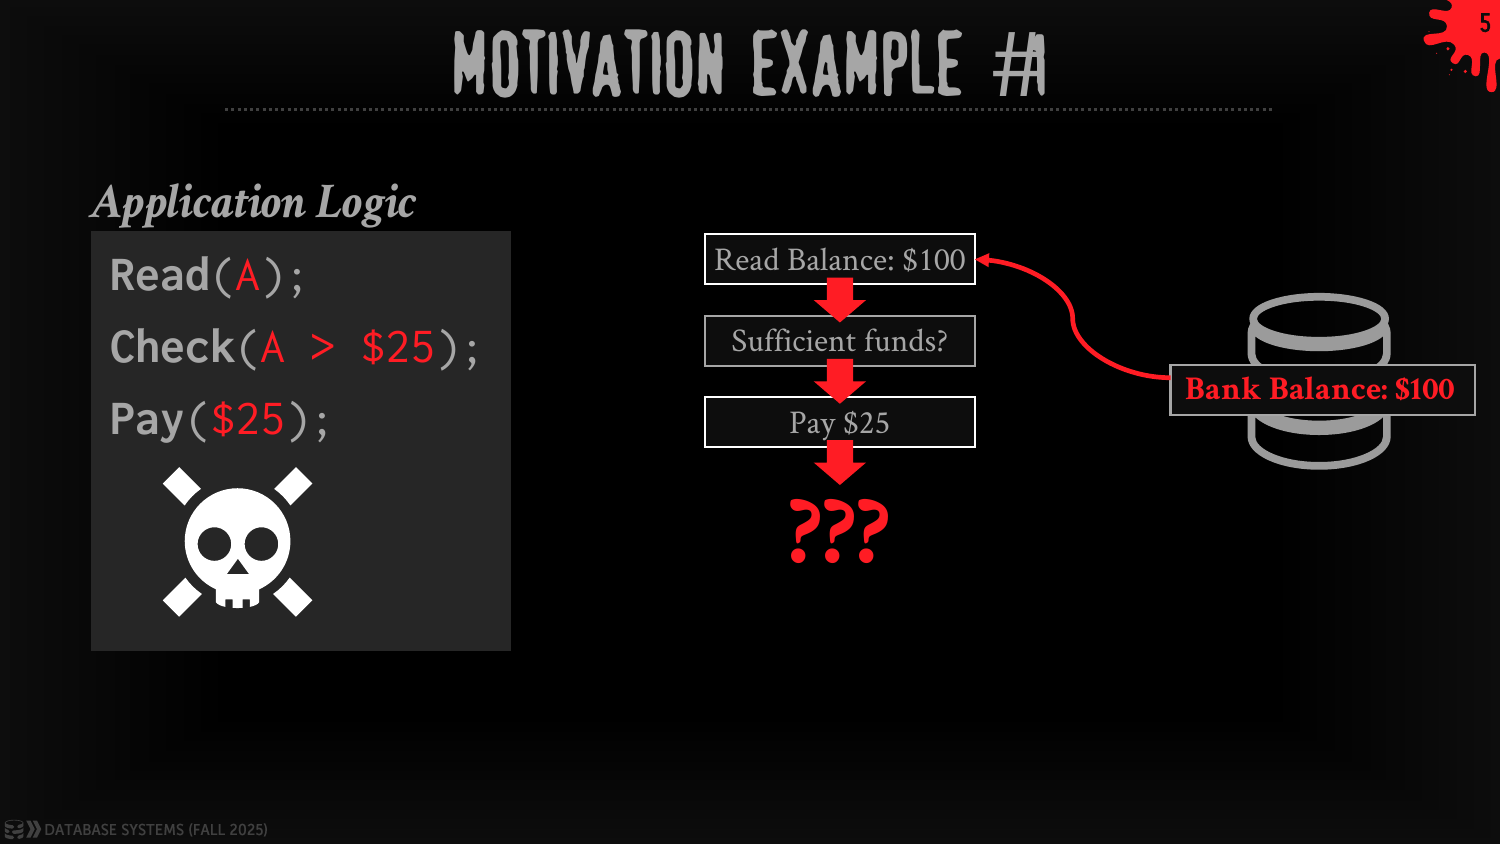 5
MOTIVATION EXAMPLE #1
Application Logic
Read(A);
Check(A > $25);
Pay($25);
Read Balance: $100
Sufficient funds?
Pay $25
???
Bank Balance: $100
DATABASE SYSTEMS (FALL 2025)